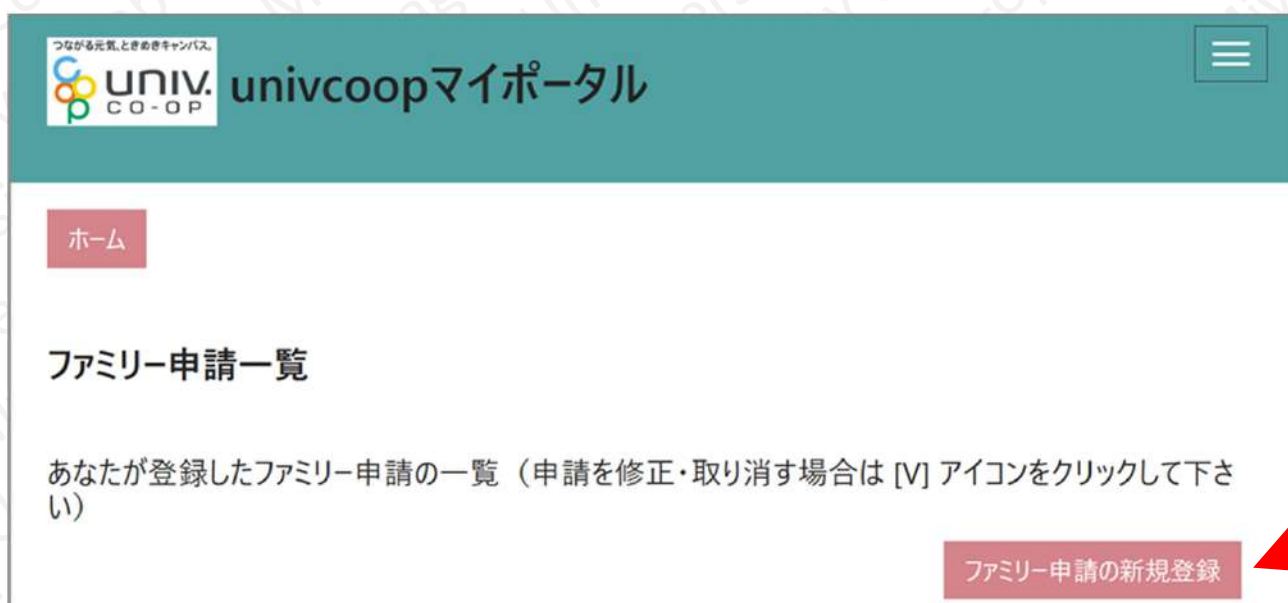 つながる元気、ときめきキャンパス。
UNIV.
CO-OP
univcoopマイポータル
ホーム
ファミリー申請一覧
あなたが登録したファミリー申請の一覧（申請を修正・取り消す場合は [V] アイコンをクリックして下さ
い）
ファミリー申請の新規登録